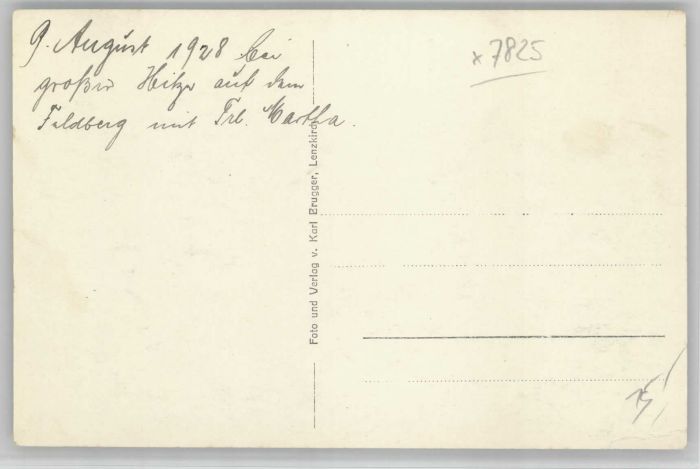 9. August 1928 bei
großer Hitze auf dem
Feldberg mit Frl. Martha.
x 7825
Foto und Verlag v. Karl Brugger, Lenzkirch